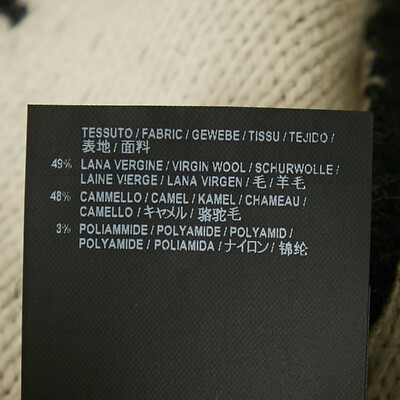 TESSUTO / FABRIC / GEWEBE / TISSU / TEJIDO /
表地 / 面料
49% LANA VERGINE / VIRGIN WOOL / SCHURWOLLE /
LAINE VIERGE / LANA VIRGEN / 毛 / 羊毛
48% CAMMELLO / CAMEL / KAMEL / CHAMEAU /
CAMELLO / キャメル / 骆驼毛
3% POLIAMMIDE / POLYAMIDE / POLYAMID /
POLYAMIDE / POLIAMIDA / ナイロン / 锦纶